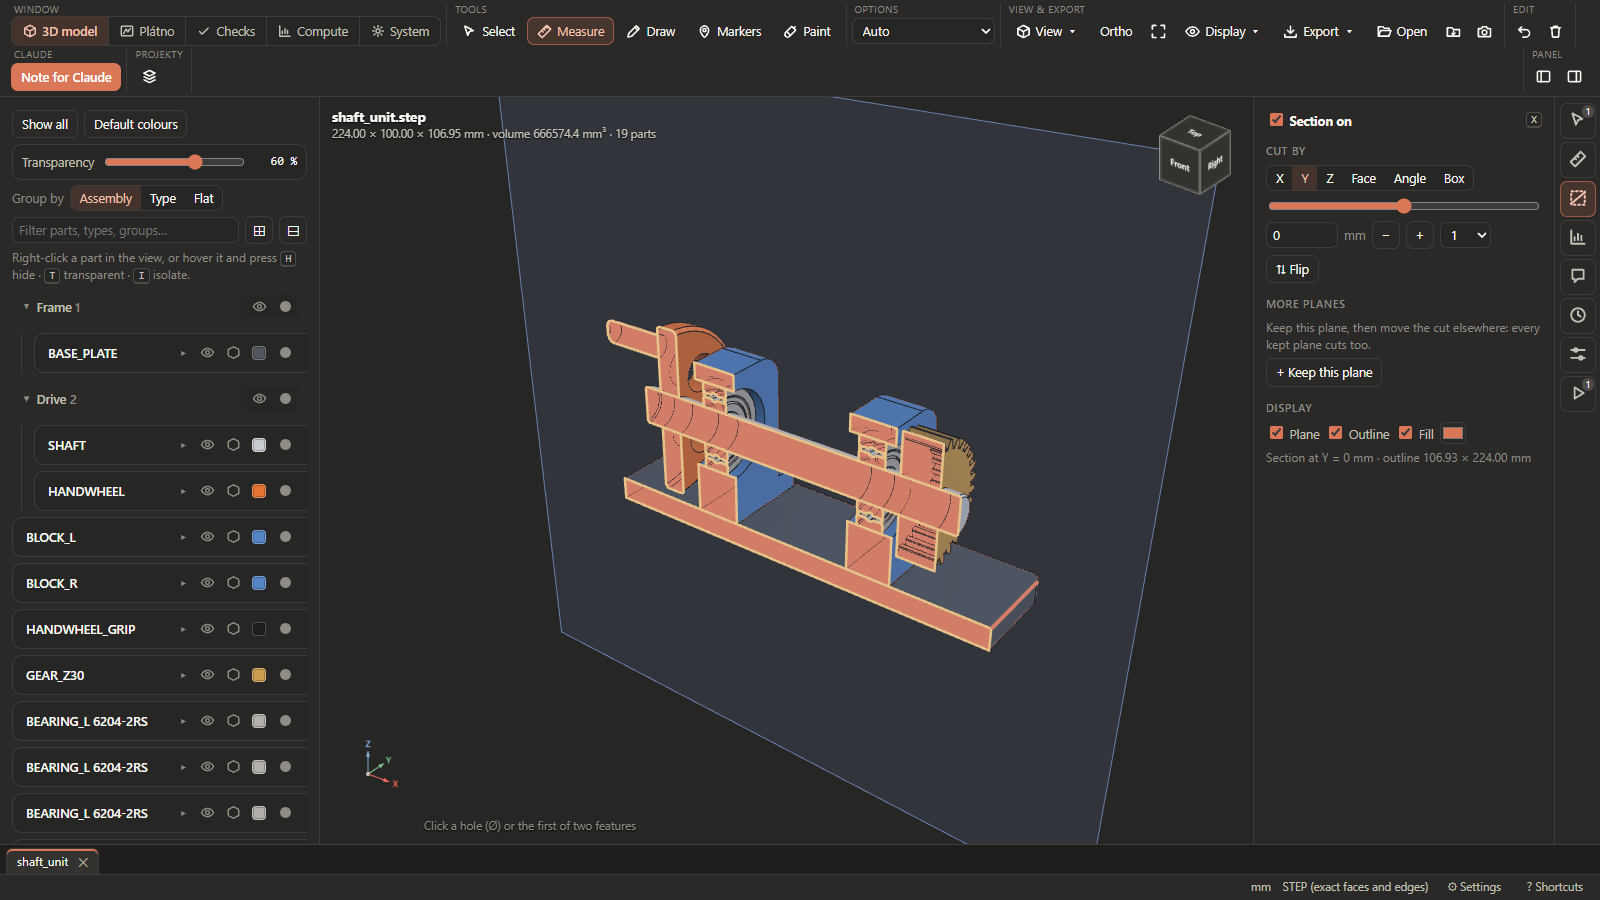 WINDOW
TOOLS
OPTIONS
VIEW & EXPORT
EDIT
3D model
Plátno
Checks
Compute
System
Select
Measure
Draw
Markers
Paint
Auto
View
Ortho
Display
Export
Open
CLAUDE
PROJEKTY
PANEL
Note for Claude
Show all
Default colours
Transparency
60 %
Group by
Assembly
Type
Flat
Filter parts, types, groups...
Right-click a part in the view, or hover it and press H
hide · T transparent · I isolate.
Frame 1
BASE_PLATE
Drive 2
SHAFT
HANDWHEEL
BLOCK_L
BLOCK_R
HANDWHEEL_GRIP
GEAR_Z30
BEARING_L 6204-2RS
BEARING_L 6204-2RS
BEARING_L 6204-2RS
shaft_unit.step
224.00 × 100.00 × 106.95 mm · volume 666574.4 mm³ · 19 parts
Top
Front
Right
Z
Y
X
Click a hole (Ø) or the first of two features
Section on
X
CUT BY
X
Y
Z
Face
Angle
Box
0
mm
−
+
1
Flip
MORE PLANES
Keep this plane, then move the cut elsewhere: every
kept plane cuts too.
+ Keep this plane
DISPLAY
Plane
Outline
Fill
Section at Y = 0 mm · outline 106.93 × 224.00 mm
1
1
shaft_unit
mm
STEP (exact faces and edges)
Settings
? Shortcuts